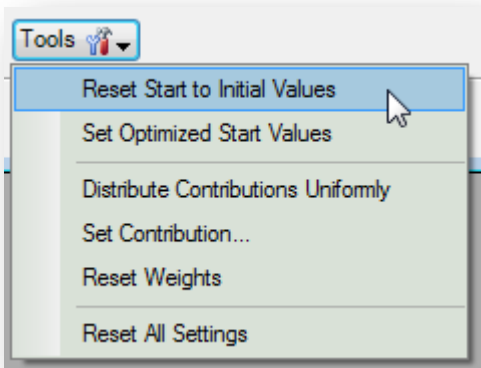 Tools
Reset Start to Initial Values
Set Optimized Start Values
Distribute Contributions Uniformly
Set Contribution...
Reset Weights
Reset All Settings